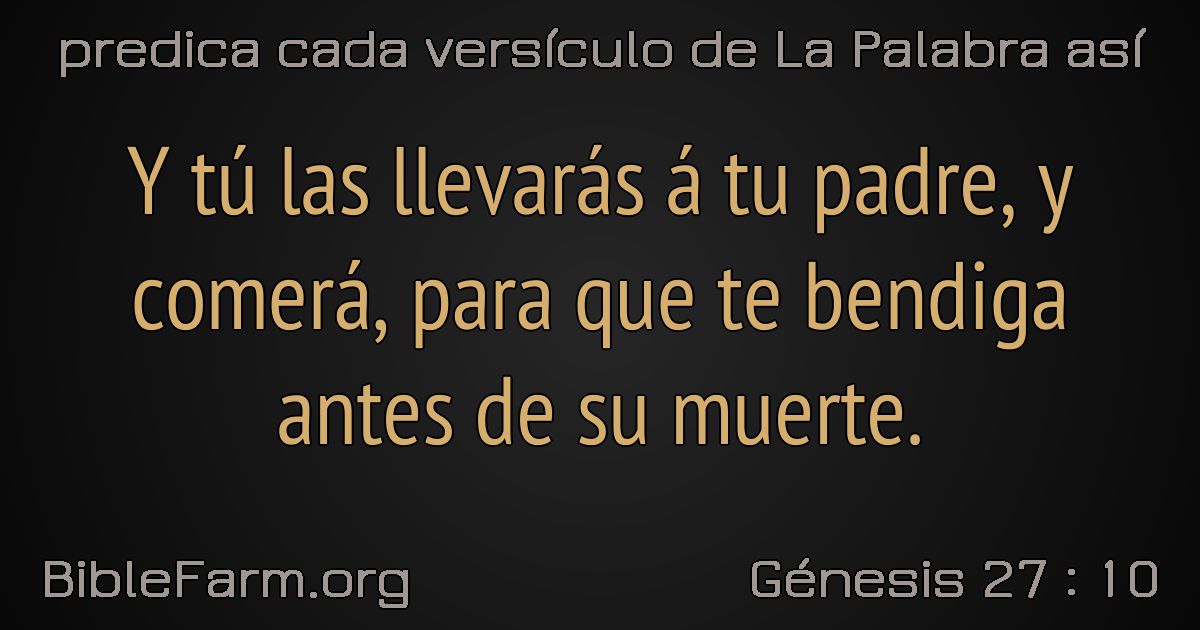 predica cada versículo de La Palabra así
Y tú las llevarás á tu padre, y
comerá, para que te bendiga
antes de su muerte.
BibleFarm.org
Génesis 27 : 10